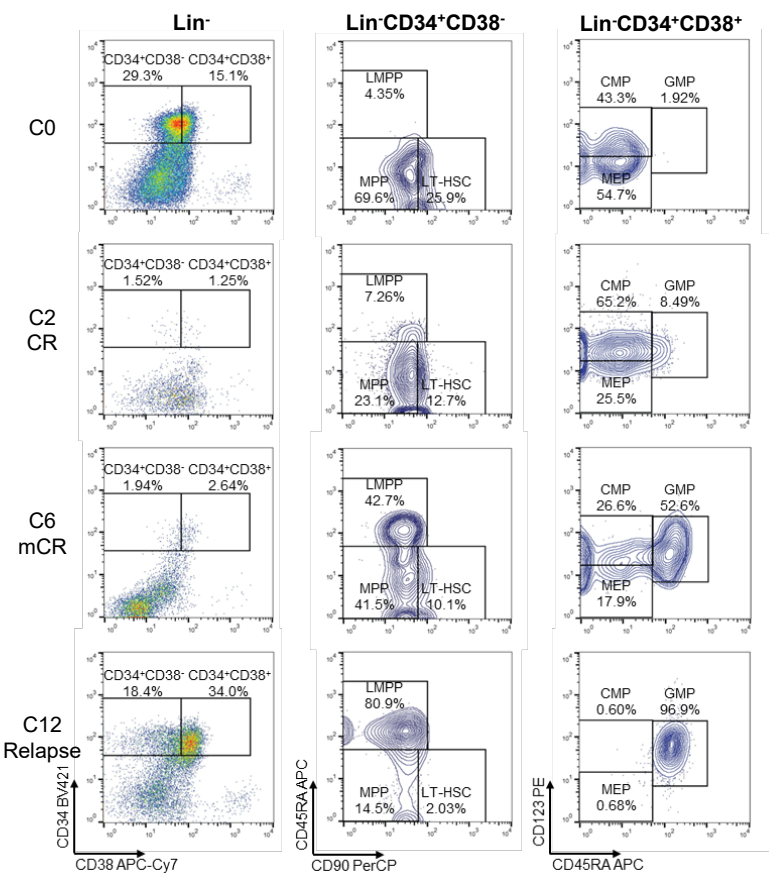 Lin-
Lin-CD34+CD38-
Lin-CD34+CD38+
C0
CD34+CD38- CD34+CD38+
29.3% 15.1%
LMPP
4.35%
MPP LT-HSC
69.6% 25.9%
CMP GMP
43.3% 1.92%
MEP
54.7%
C2
CR
CD34+CD38- CD34+CD38+
1.52% 1.25%
LMPP
7.26%
MPP LT-HSC
23.1% 12.7%
CMP GMP
65.2% 8.49%
MEP
25.5%
C6
mCR
CD34+CD38- CD34+CD38+
1.94% 2.64%
LMPP
42.7%
MPP LT-HSC
41.5% 10.1%
CMP GMP
26.6% 52.6%
MEP
17.9%
C12
Relapse
CD34+CD38- CD34+CD38+
18.4% 34.0%
LMPP
80.9%
MPP LT-HSC
14.5% 2.03%
CMP GMP
0.60% 96.9%
MEP
0.68%
CD34 BV421
CD38 APC-Cy7
CD45RA APC
CD90 PerCP
CD123 PE
CD45RA APC